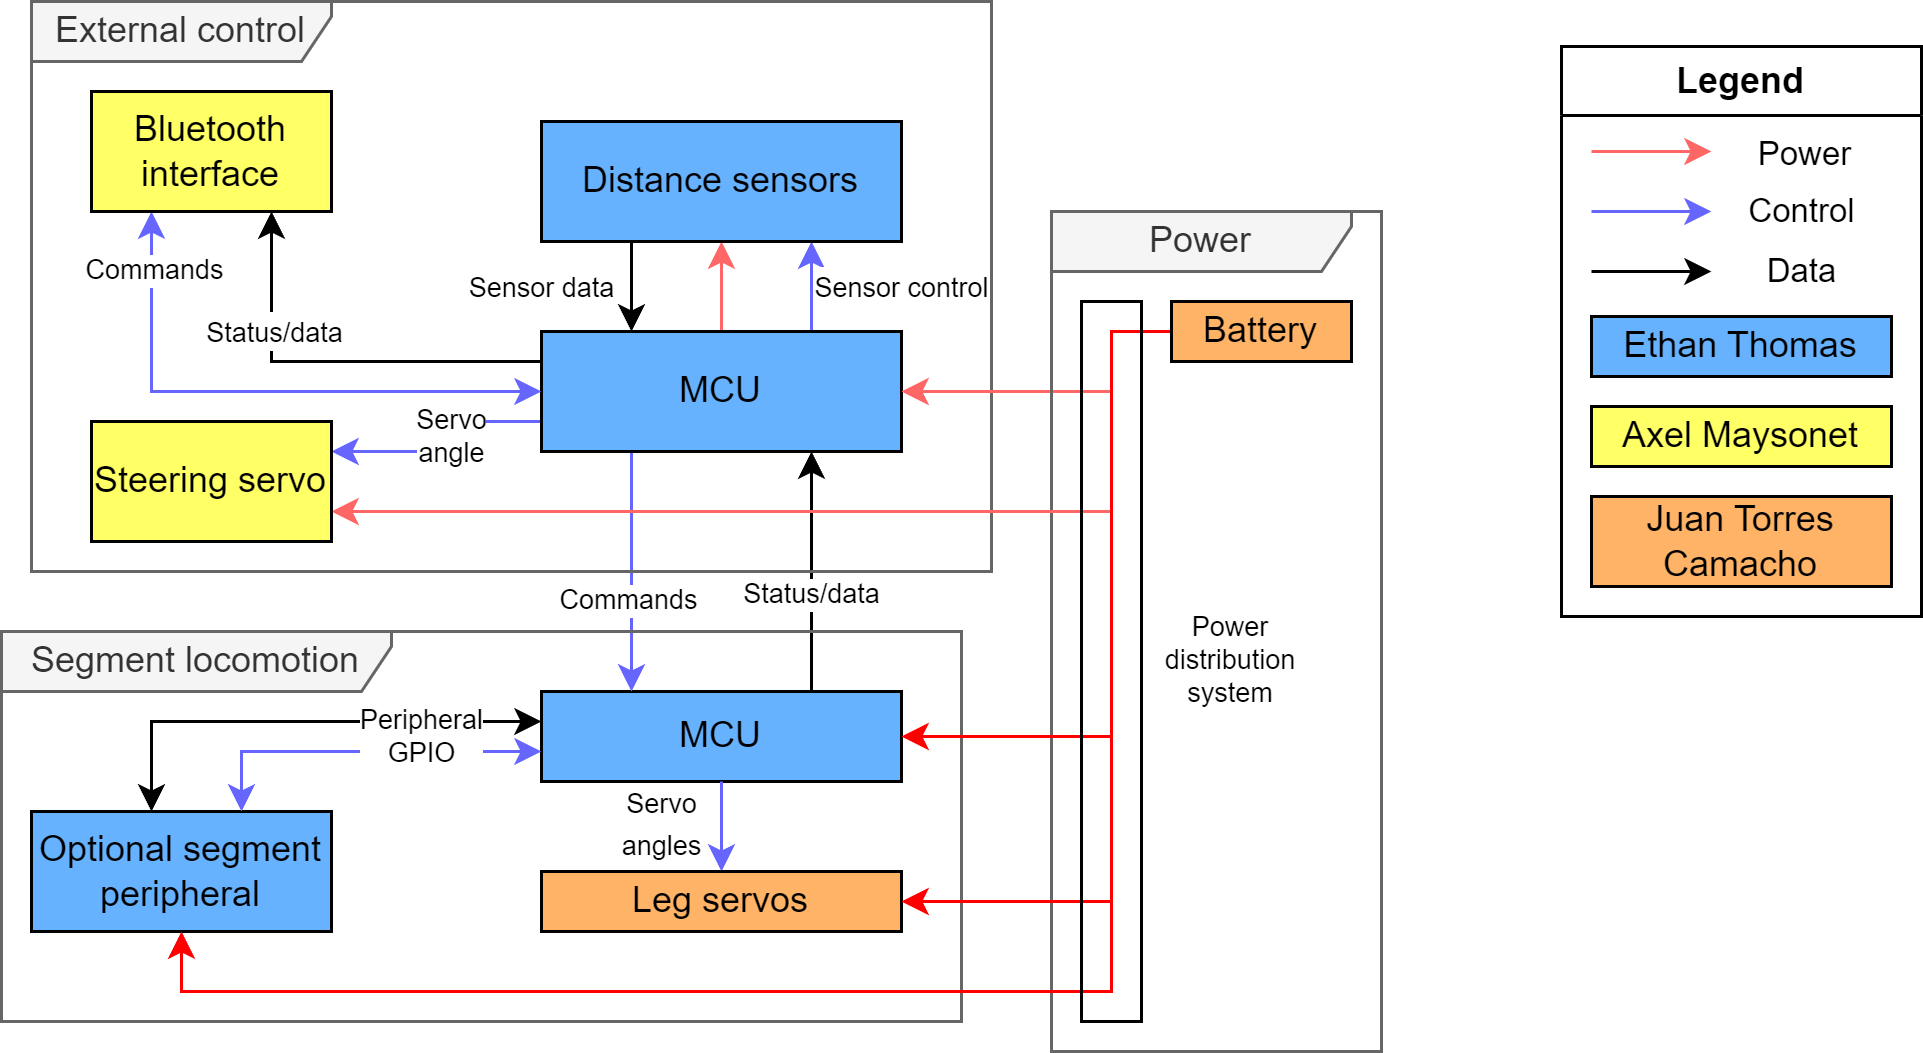 External control
Bluetooth
interface
Distance sensors
Commands
Sensor data
Sensor control
Status/data
MCU
Servo
angle
Steering servo
Commands
Status/data
Segment locomotion
Peripheral
GPIO
MCU
Servo
angles
Optional segment
peripheral
Leg servos
Power
Battery
Power
distribution
system
Legend
Power
Control
Data
Ethan Thomas
Axel Maysonet
Juan Torres
Camacho